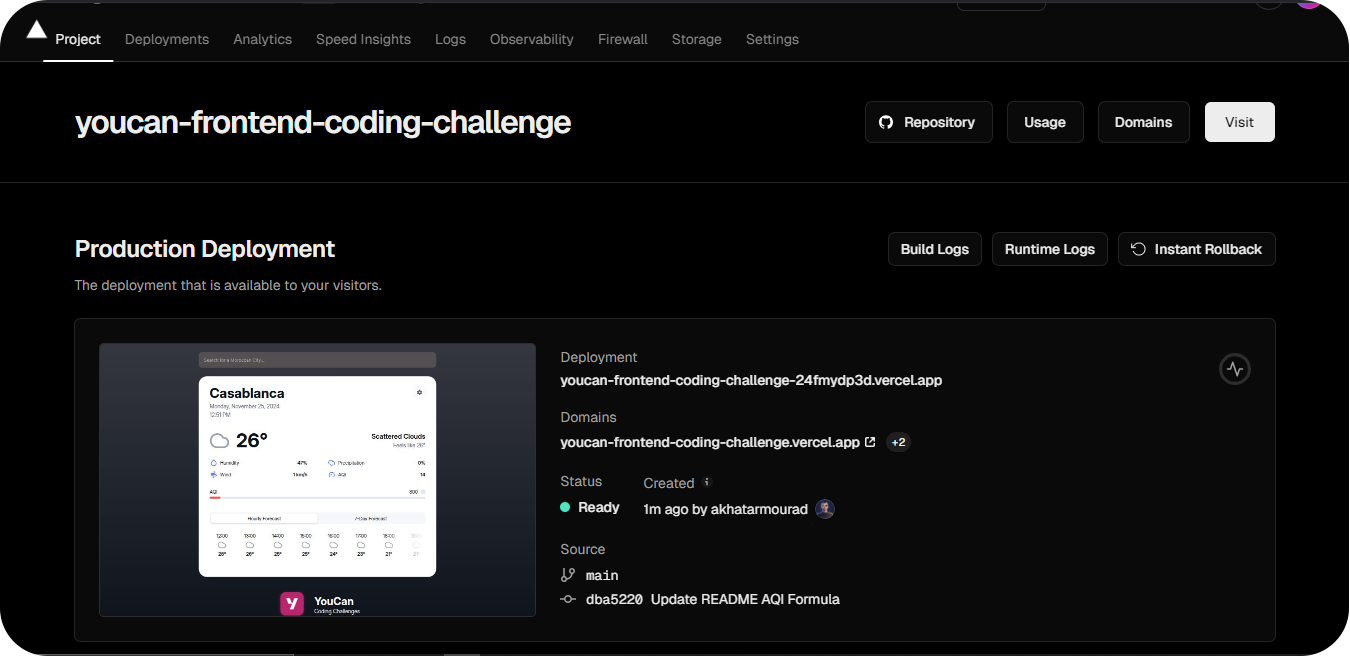 Project Deployments Analytics Speed Insights Logs Observability Firewall Storage Settings
youcan-frontend-coding-challenge
Repository Usage Domains Visit
Production Deployment
Build Logs Runtime Logs Instant Rollback
The deployment that is available to your visitors.
Search for a Moroccan City...
Casablanca
Monday, November 25, 2024
12:51 PM
26°
Scattered Clouds
Feels like 26°
Humidity 47% Precipitation 0%
Wind 1 km/h AQI 14
AQI 300
Hourly Forecast 7-Day Forecast
12:00 13:00 14:00 15:00 16:00 17:00 18:00
26° 26° 25° 25° 24° 23° 21°
YouCan
Coding Challenges
Deployment
youcan-frontend-coding-challenge-24fmydp3d.vercel.app
Domains
youcan-frontend-coding-challenge.vercel.app +2
Status Created
Ready 1m ago by akhatarmourad
Source
main
dba5220 Update README AQI Formula